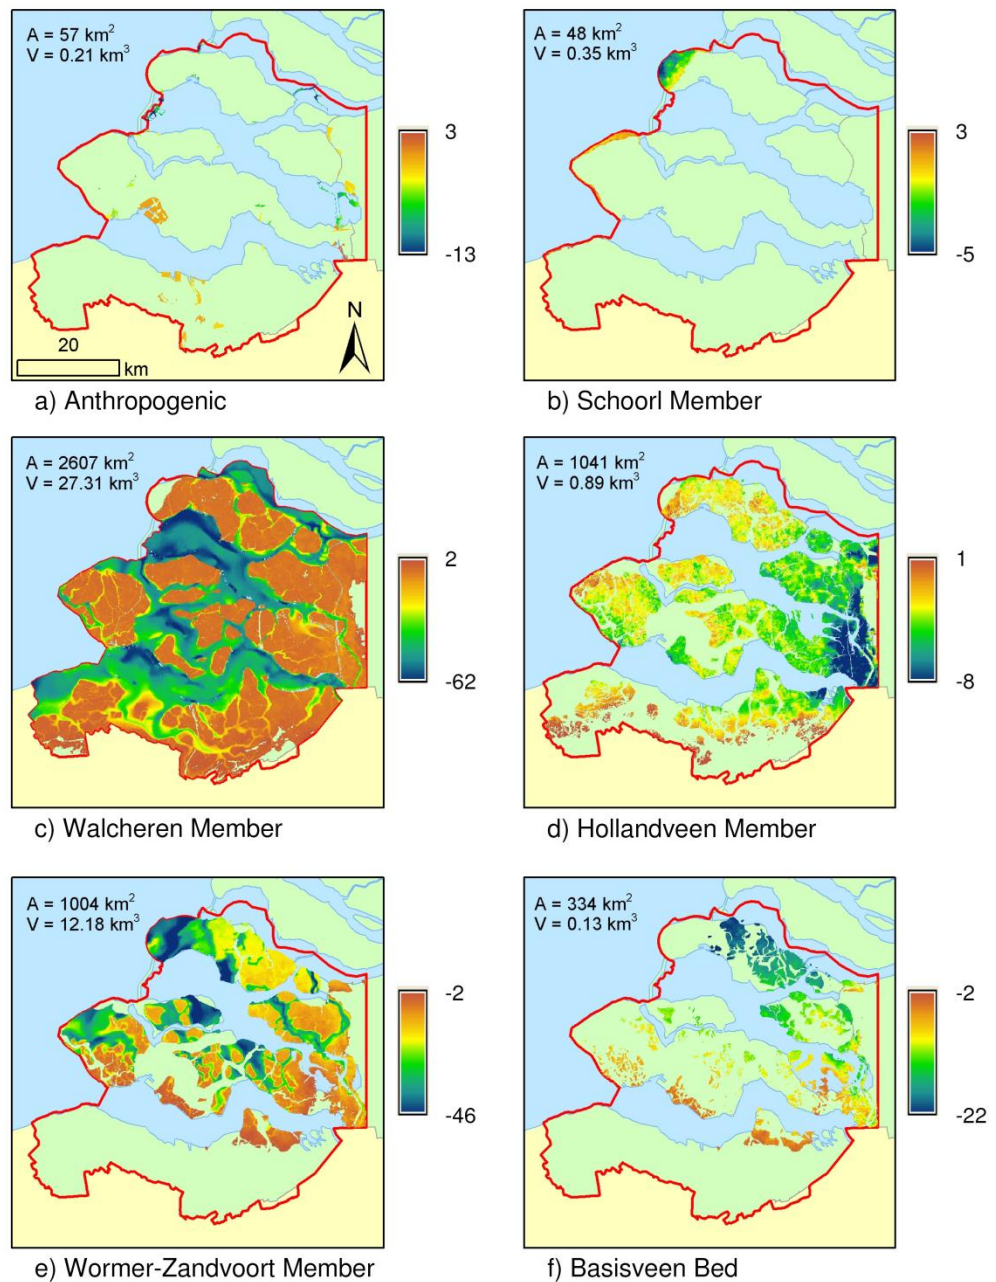 A = 57 km²
V = 0.21 km³
3
-13
N
20
km
a) Anthropogenic
A = 48 km²
V = 0.35 km³
3
-5
b) Schoorl Member
A = 2607 km²
V = 27.31 km³
2
-62
c) Walcheren Member
A = 1041 km²
V = 0.89 km³
1
-8
d) Hollandveen Member
A = 1004 km²
V = 12.18 km³
-2
-46
e) Wormer-Zandvoort Member
A = 334 km²
V = 0.13 km³
-2
-22
f) Basisveen Bed